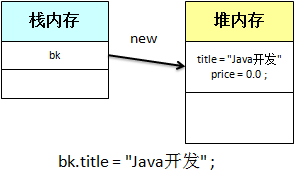 栈内存
堆内存
new
bk
title = "Java开发"
price = 0.0 ;
bk.title = "Java开发" ;